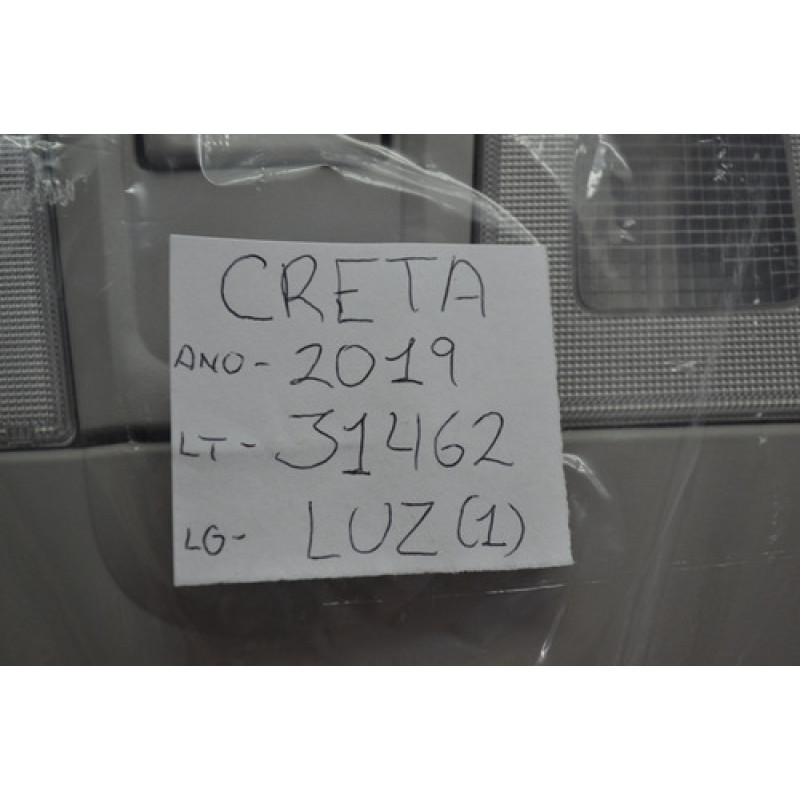 CRETA
ANO- 2019
LT- 31462
LG- LUZ (1)